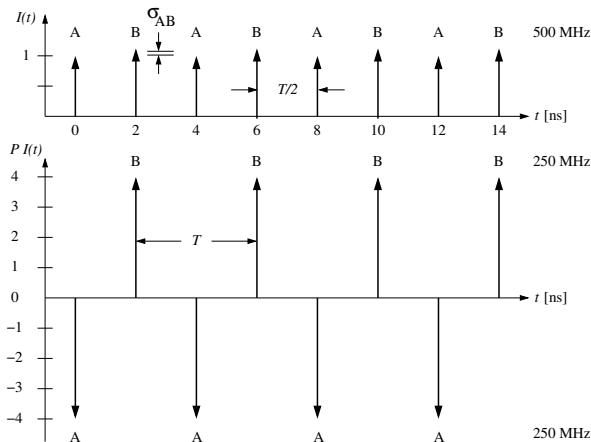 I(t) A B σAB A B A B A B 500 MHz
1
T/2
0 2 4 6 8 10 12 14 t [ns]
P I(t) B B B B 250 MHz
4
3
2 T
1
0 t [ns]
−1
−2
−3
−4
A A A A 250 MHz